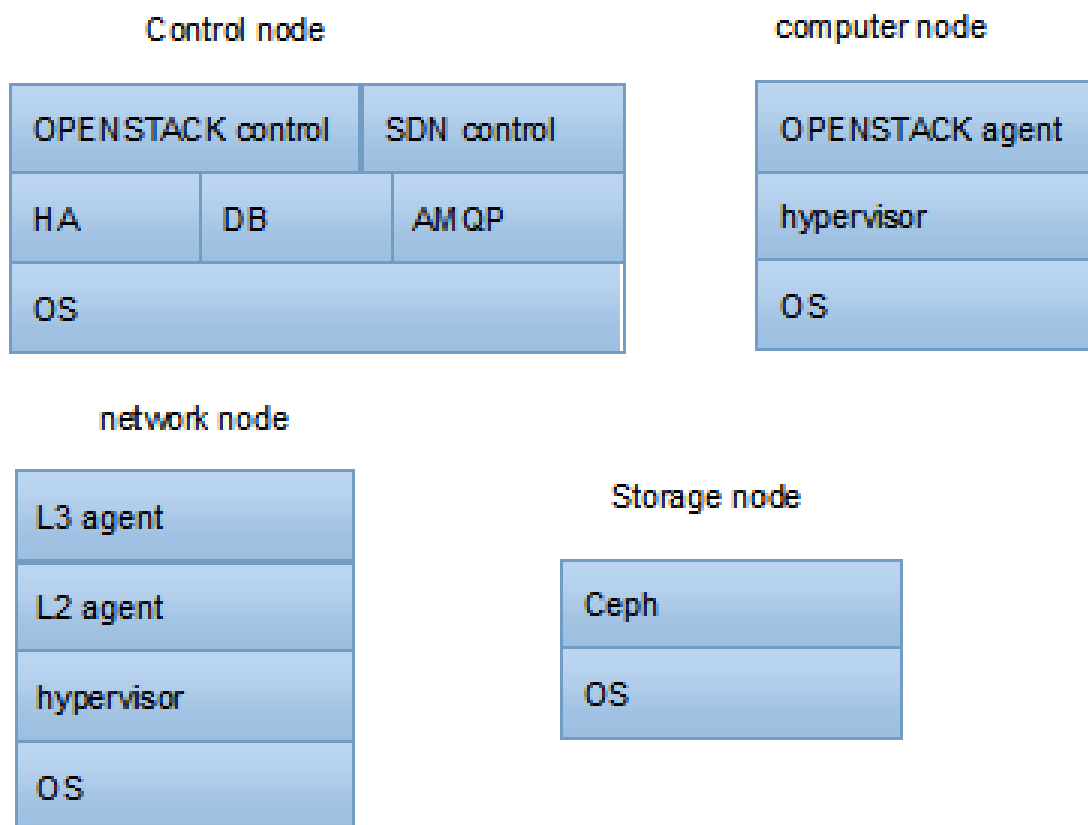 Control node
OPENSTACK control SDN control
HA DB AMQP
OS
computer node
OPENSTACK agent
hypervisor
OS
network node
L3 agent
L2 agent
hypervisor
OS
Storage node
Ceph
OS